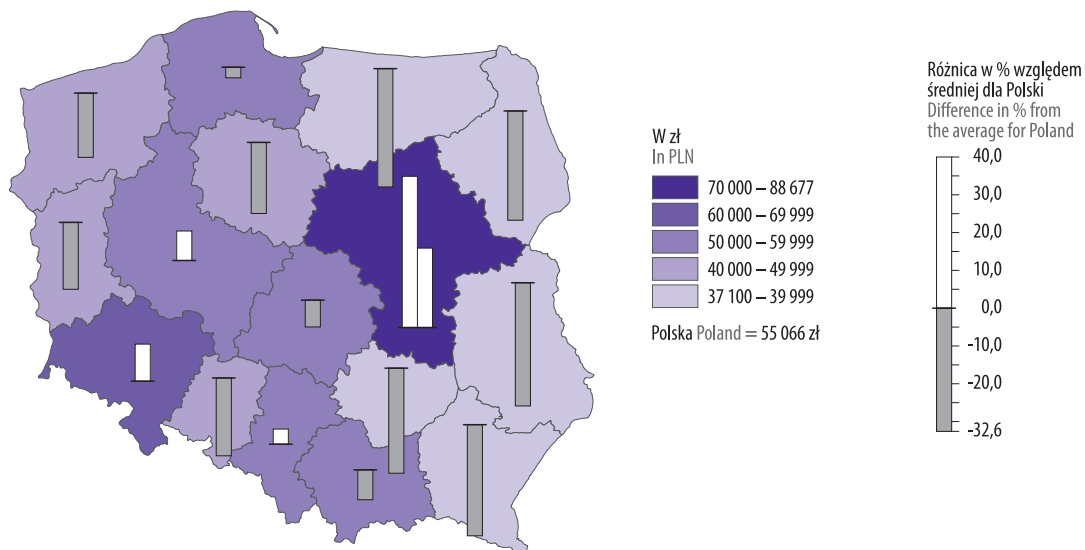 W zł
In PLN
70 000 – 88 677
60 000 – 69 999
50 000 – 59 999
40 000 – 49 999
37 100 – 39 999
Polska Poland = 55 066 zł
Różnica w % względem
średniej dla Polski
Difference in % from
the average for Poland
40,0
30,0
20,0
10,0
0,0
-10,0
-20,0
-32,6